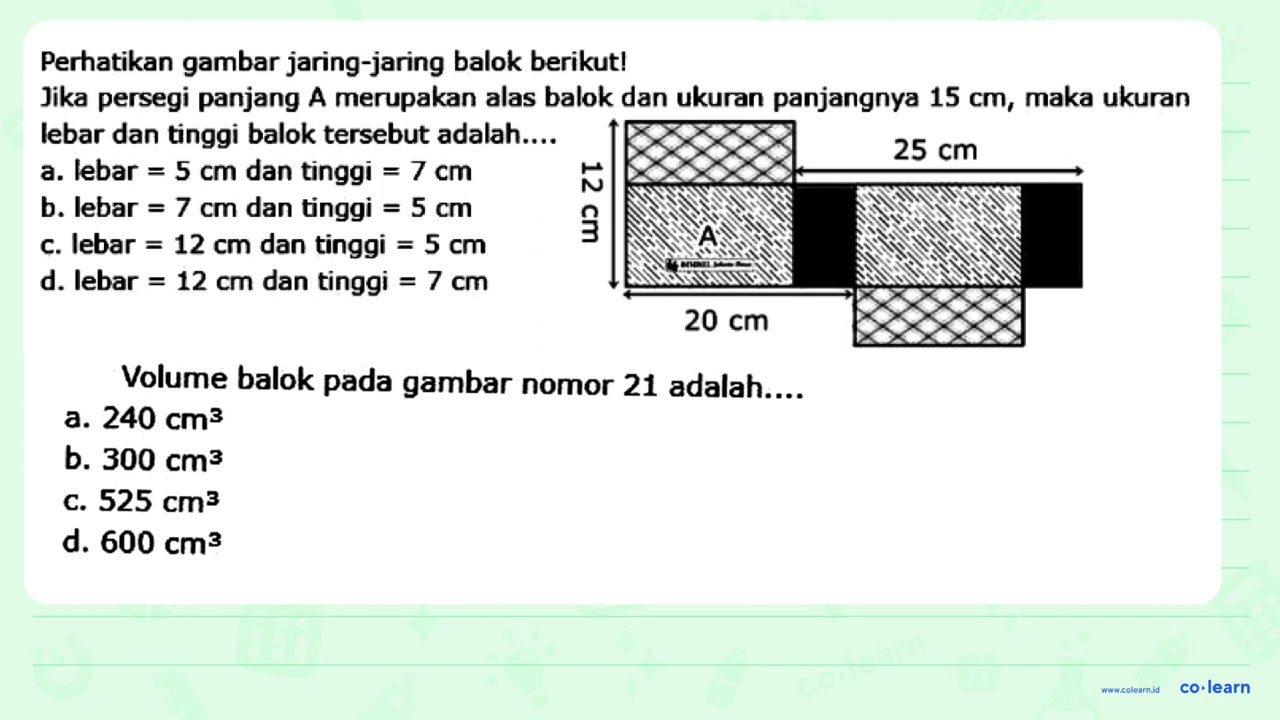 Perhatikan gambar jaring-jaring balok berikut!
Jika persegi panjang A merupakan alas balok dan ukuran panjangnya 15 cm, maka ukuran
lebar dan tinggi balok tersebut adalah....
a. lebar = 5 cm dan tinggi = 7 cm
b. lebar = 7 cm dan tinggi = 5 cm
c. lebar = 12 cm dan tinggi = 5 cm
d. lebar = 12 cm dan tinggi = 7 cm
12 cm
25 cm
A
20 cm
Volume balok pada gambar nomor 21 adalah....
a. 240 cm³
b. 300 cm³
c. 525 cm³
d. 600 cm³
co·learn
www.colearn.id
co·learn